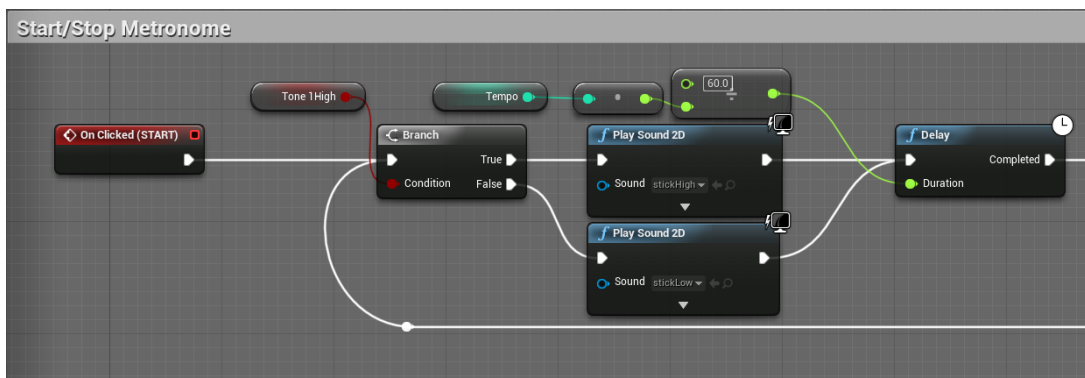 Start/Stop Metronome
Tone 1High
Tempo
60.0
÷
On Clicked (START)
Branch
True
Condition
False
Play Sound 2D
Sound
stickHigh
Delay
Completed
Duration
Play Sound 2D
Sound
stickLow